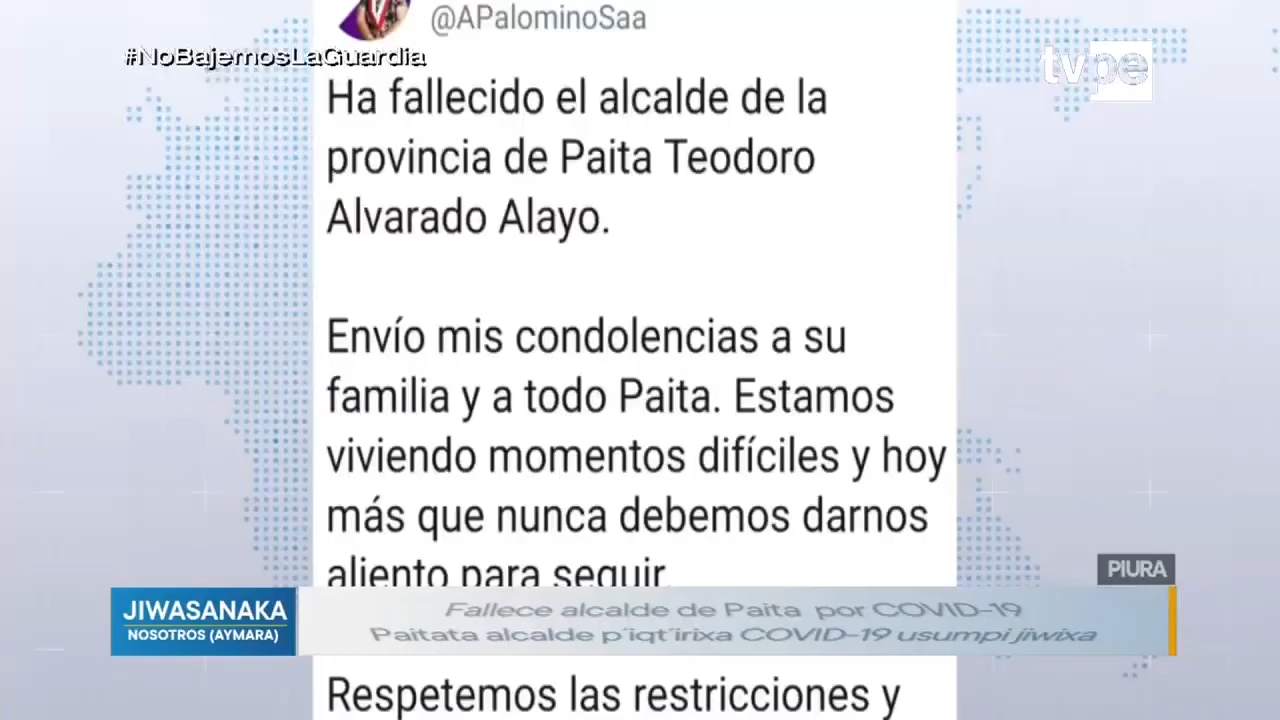 @APalominoSaa
#NoBajemosLaGuardia
tvpe
Ha fallecido el alcalde de la
provincia de Paita Teodoro
Alvarado Alayo.
Envío mis condolencias a su
familia y a todo Paita. Estamos
viviendo momentos difíciles y hoy
más que nunca debemos darnos
aliento para seguir.
PIURA
JIWASANAKA
NOSOTROS (AYMARA)
Fallece alcalde de Paita por COVID-19
Paitata alcalde p´iqt´irixa COVID-19 usumpi jiwixa
Respetemos las restricciones y